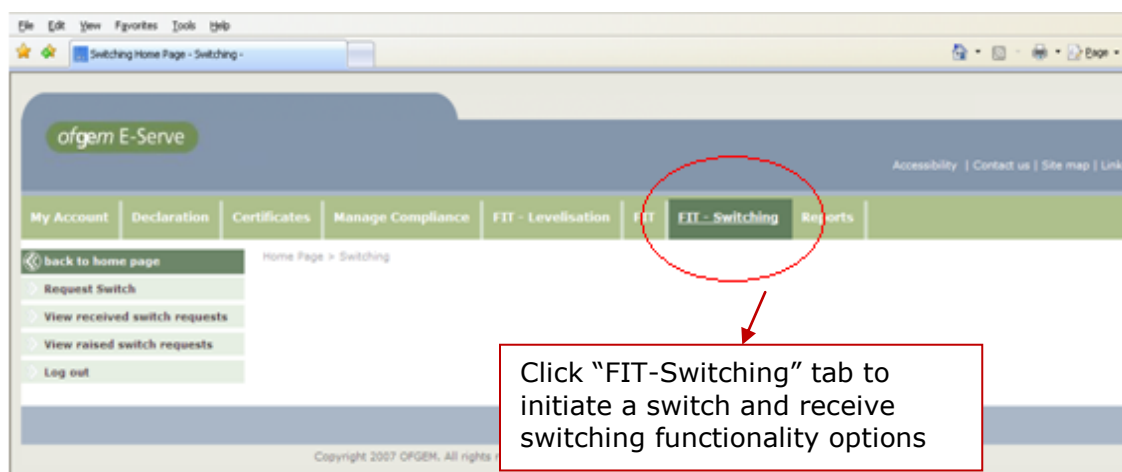 File Edit View Favorites Tools Help
Switching Home Page - Switching -
Page
ofgem E-Serve
Accessibility | Contact us | Site map | Link
My Account Declaration Certificates Manage Compliance FIT - Levelisation FIT FIT - Switching Reports
back to home page
Home Page > Switching
Request Switch
View received switch requests
View raised switch requests
Log out
Click “FIT-Switching” tab to
initiate a switch and receive
switching functionality options
Copyright 2007 OFGEM. All rights